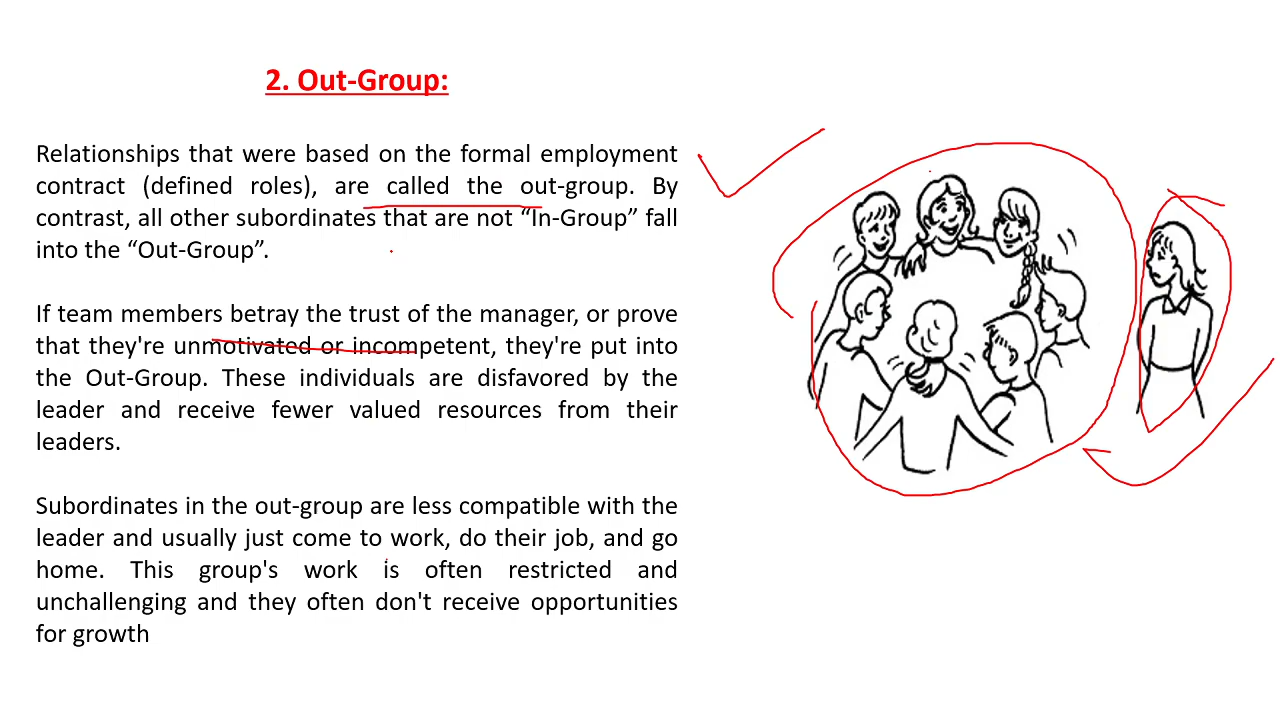 2. Out-Group:
Relationships that were based on the formal employment
contract (defined roles), are called the out-group. By
contrast, all other subordinates that are not “In-Group” fall
into the “Out-Group”.
If team members betray the trust of the manager, or prove
that they're unmotivated or incompetent, they're put into
the Out-Group. These individuals are disfavored by the
leader and receive fewer valued resources from their
leaders.
Subordinates in the out-group are less compatible with the
leader and usually just come to work, do their job, and go
home. This group's work is often restricted and
unchallenging and they often don't receive opportunities
for growth